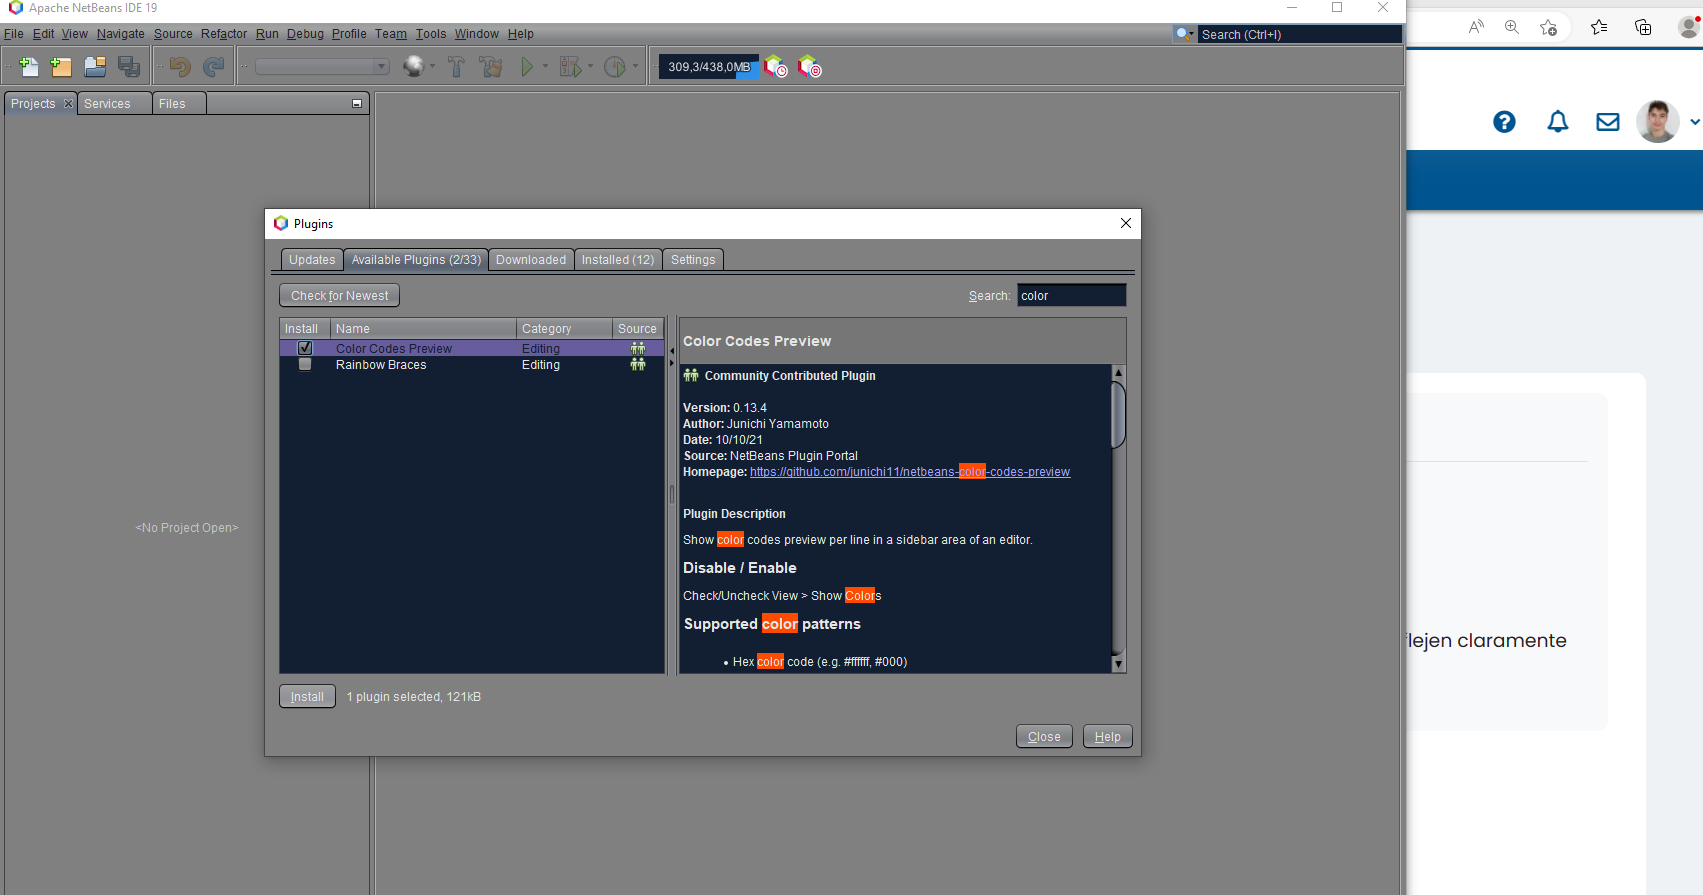 Apache NetBeans IDE 19
File Edit View Navigate Source Refactor Run Debug Profile Team Tools Window Help
Search (Ctrl+I)
309,3/438,0MB
Projects Services Files
<No Project Open>
Plugins
Updates Available Plugins (2/33) Downloaded Installed (12) Settings
Check for Newest
Search: color
Install Name Category Source
Color Codes Preview Editing
Rainbow Braces Editing
Color Codes Preview
Community Contributed Plugin
Version: 0.13.4
Author: Junichi Yamamoto
Date: 10/10/21
Source: NetBeans Plugin Portal
Homepage: https://github.com/junichi11/netbeans-color-codes-preview
Plugin Description
Show color codes preview per line in a sidebar area of an editor.
Disable / Enable
Check/Uncheck View > Show Colors
Supported color patterns
• Hex color code (e.g. #ffffff, #000)
Install 1 plugin selected, 121kB
Close Help
flejen claramente